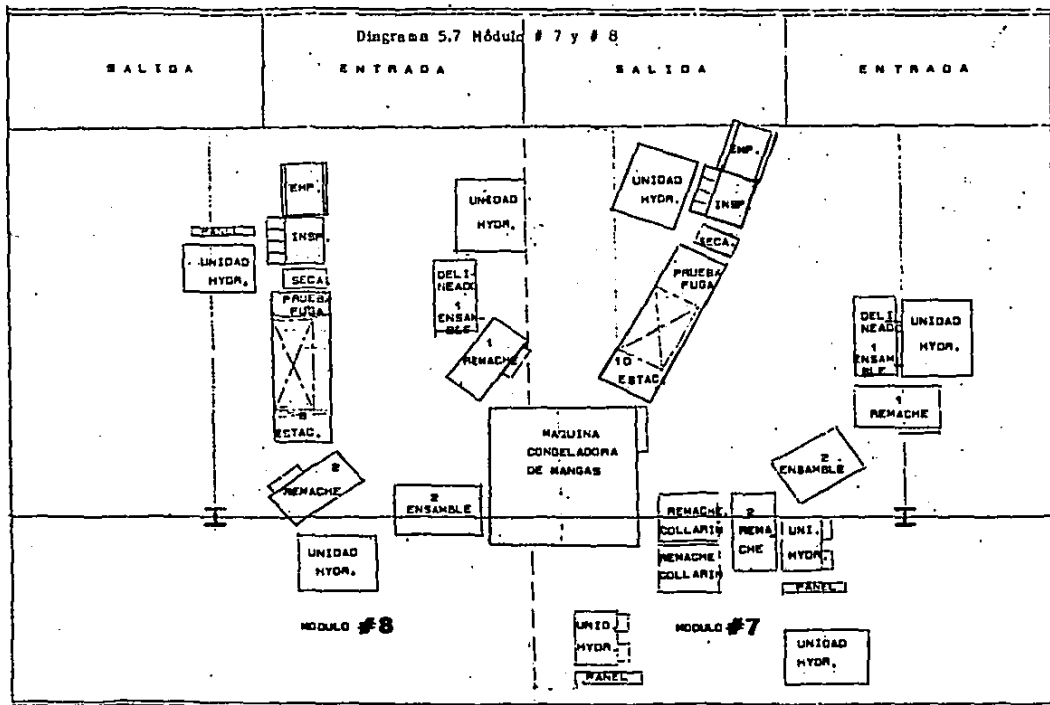 Diagrama 5.7 Módulo # 7 y # 8
SALIDA
ENTRADA
SALIDA
ENTRADA
EMP.
INSP.
PANEL
UNIDAD
HYDR.
SECA.
PRUEBA
FUGA
8
ESTAC.
2
REMACHE
UNIDAD
HYDR.
UNIDAD
HYDR.
DELI-
NEADO
1
ENSAM-
BLE
1
REMACHE
2
ENSAMBLE
MAQUINA
CONGELADORA
DE MANGAS
MODULO #8
UNIDAD
HYDR.
EMP.
INSP.
SECA.
PRUEBA
FUGA
10
ESTAC.
DELI-
NEADO
1
ENSAM-
BLE
UNIDAD
HYDR.
1
REMACHE
2
ENSAMBLE
REMACHE
COLLARIN
REMACHE
COLLARIN
2
REMA-
CHE
UNI.
HYDR.
PANEL
MODULO #7
UNID.
HYDR.
PANEL
UNIDAD
HYDR.